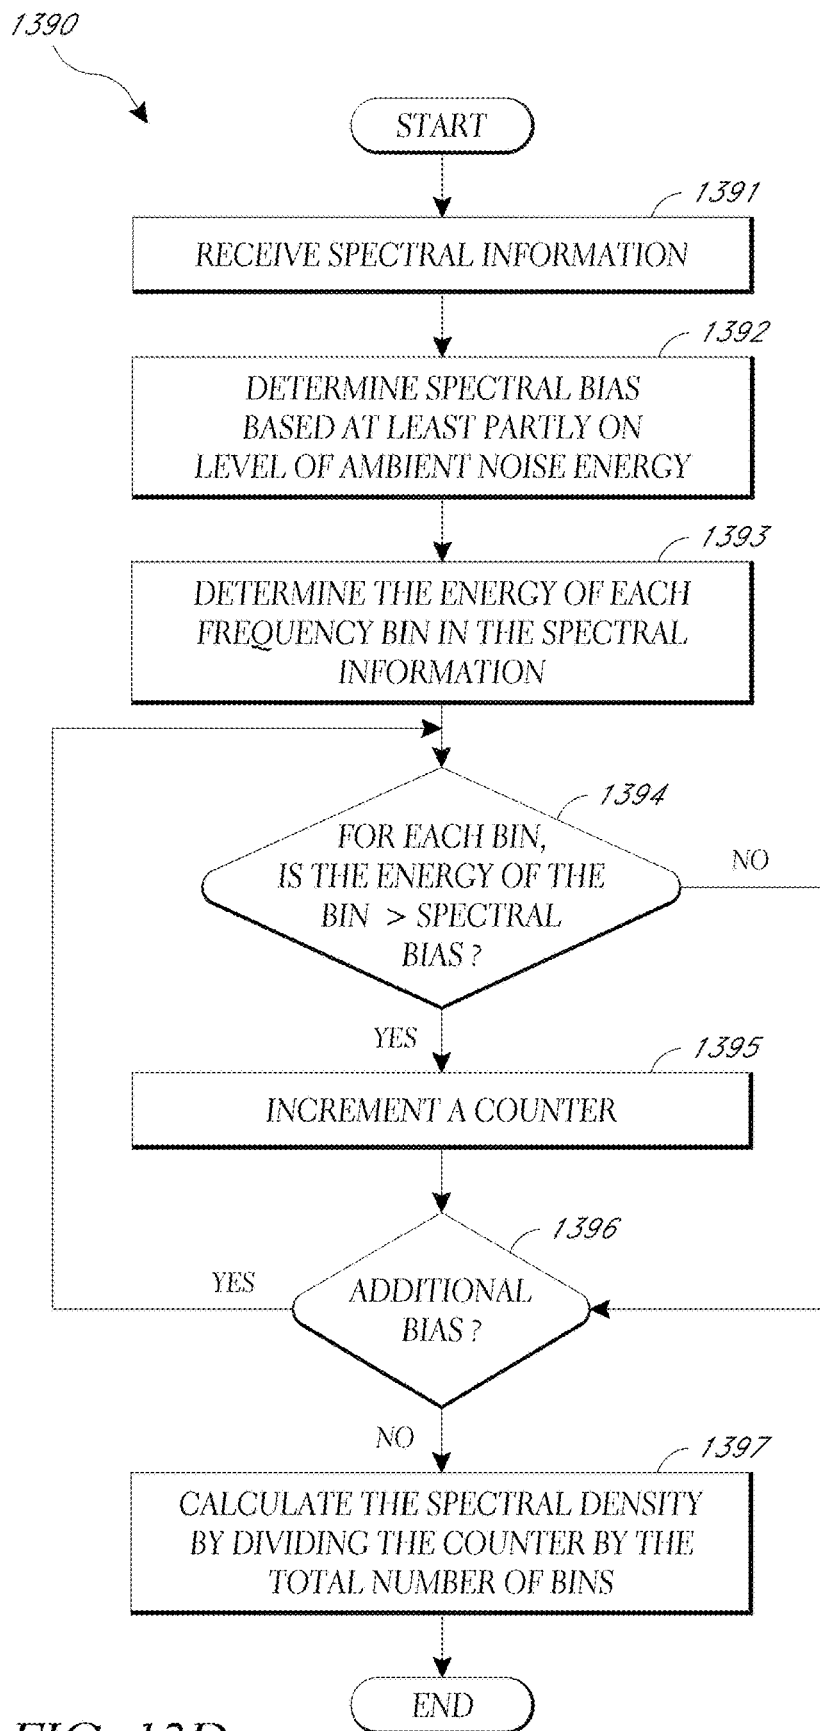 1390
START
1391
RECEIVE SPECTRAL INFORMATION
1392
DETERMINE SPECTRAL BIAS
BASED AT LEAST PARTLY ON
LEVEL OF AMBIENT NOISE ENERGY
1393
DETERMINE THE ENERGY OF EACH
FREQUENCY BIN IN THE SPECTRAL
INFORMATION
1394
FOR EACH BIN,
IS THE ENERGY OF THE
BIN > SPECTRAL
BIAS ?
NO
YES
1395
INCREMENT A COUNTER
1396
YES
ADDITIONAL
BIAS ?
NO
1397
CALCULATE THE SPECTRAL DENSITY
BY DIVIDING THE COUNTER BY THE
TOTAL NUMBER OF BINS
END
FIG. 13D